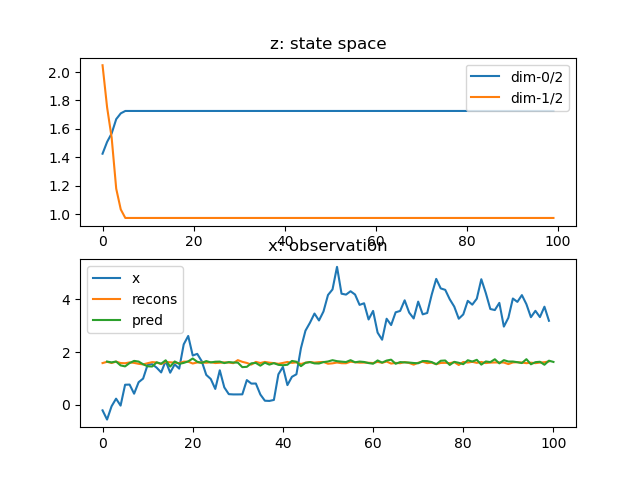 z: state space
2.0
1.8
1.6
1.4
1.2
1.0
dim-0/2
dim-1/2
0 20 40 60 80 100
x: observation
4
2
0
x
recons
pred
0 20 40 60 80 100